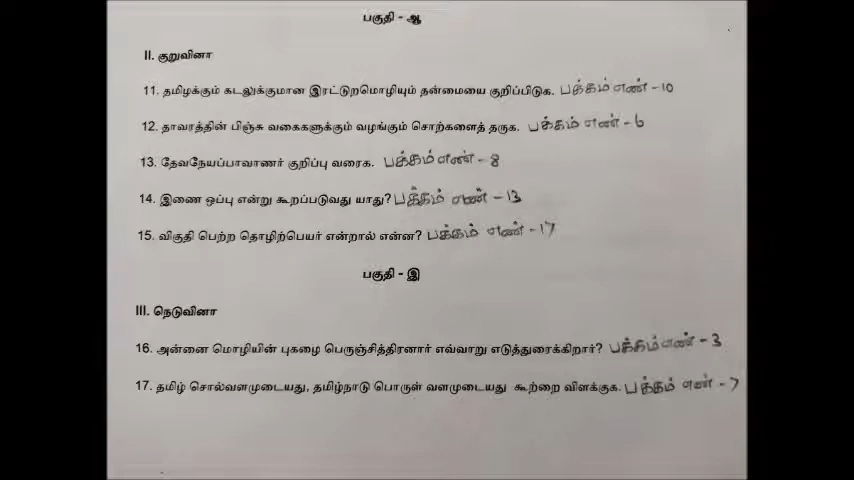 பகுதி - ஆ
II. குறுவினா
11. தமிழக்கும் கடலுக்குமான இரட்டுறமொழியும் தன்மையை குறிப்பிடுக. பக்கம் எண் - 10
12. தாவரத்தின் பிஞ்சு வகைகளுக்கும் வழங்கும் சொற்களைத் தருக. பக்கம் எண் - 6
13. தேவநேயப்பாவாணர் குறிப்பு வரைக. பக்கம் எண் - 8
14. இணை ஒப்பு என்று கூறப்படுவது யாது? பக்கம் எண் - 13
15. விகுதி பெற்ற தொழிற்பெயர் என்றால் என்ன? பக்கம் எண் - 17
பகுதி - இ
III. நெடுவினா
16. அன்னை மொழியின் புகழை பெருஞ்சித்திரனார் எவ்வாறு எடுத்துரைக்கிறார்? பக்கம் எண் - 3
17. தமிழ் சொல்வளமுடையது, தமிழ்நாடு பொருள் வளமுடையது கூற்றை விளக்குக. பக்கம் எண் - 7